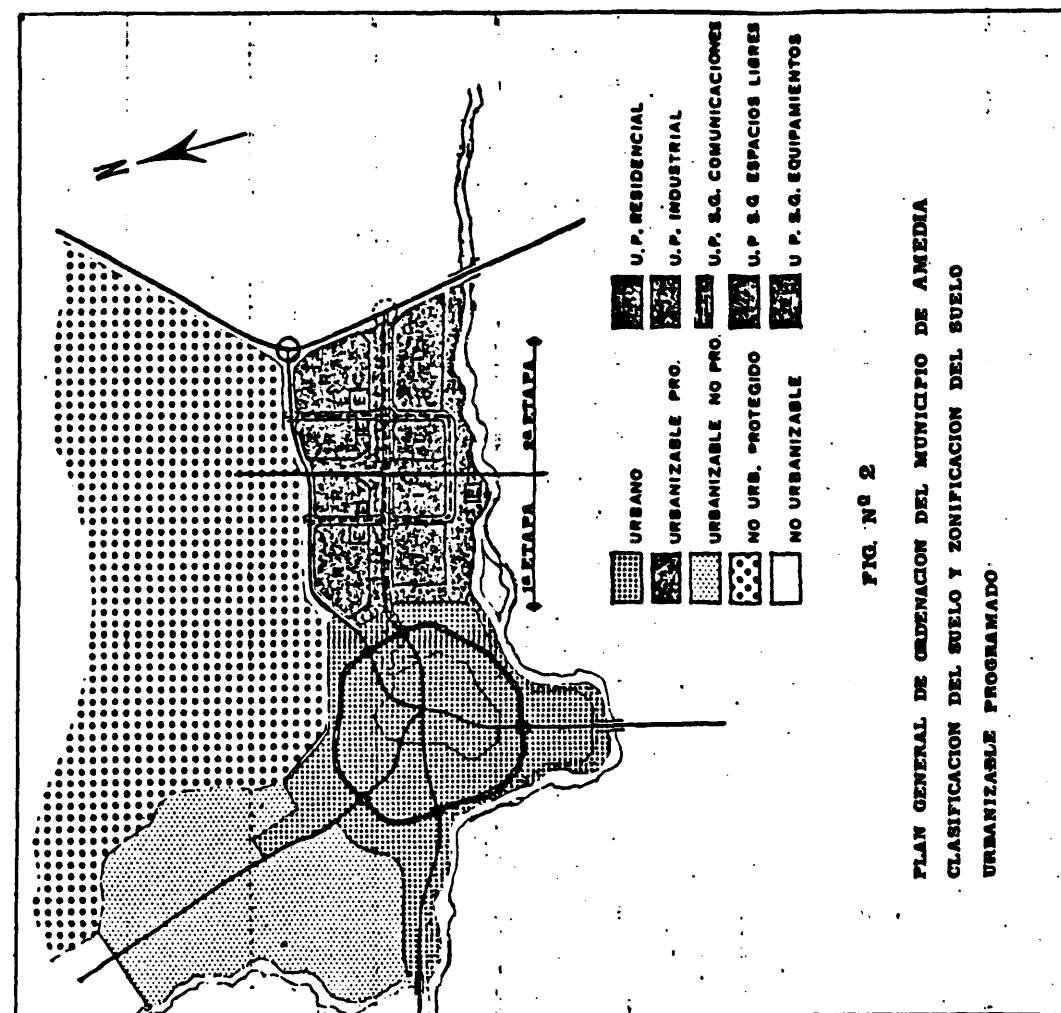 N
1ª ETAPA
2ª ETAPA
URBANO
URBANIZABLE PRO.
URBANIZABLE NO PRO.
NO URB. PROTEGIDO
NO URBANIZABLE
U.P. RESIDENCIAL
U.P. INDUSTRIAL
U.P. S.G. COMUNICACIONES
U.P S.G ESPACIOS LIBRES
U P. S.G. EQUIPAMIENTOS
FIG. Nº 2
PLAN GENERAL DE ORDENACION DEL MUNICIPIO DE AMEDIA
CLASIFICACION DEL SUELO Y ZONIFICACION DEL SUELO
URBANIZABLE PROGRAMADO